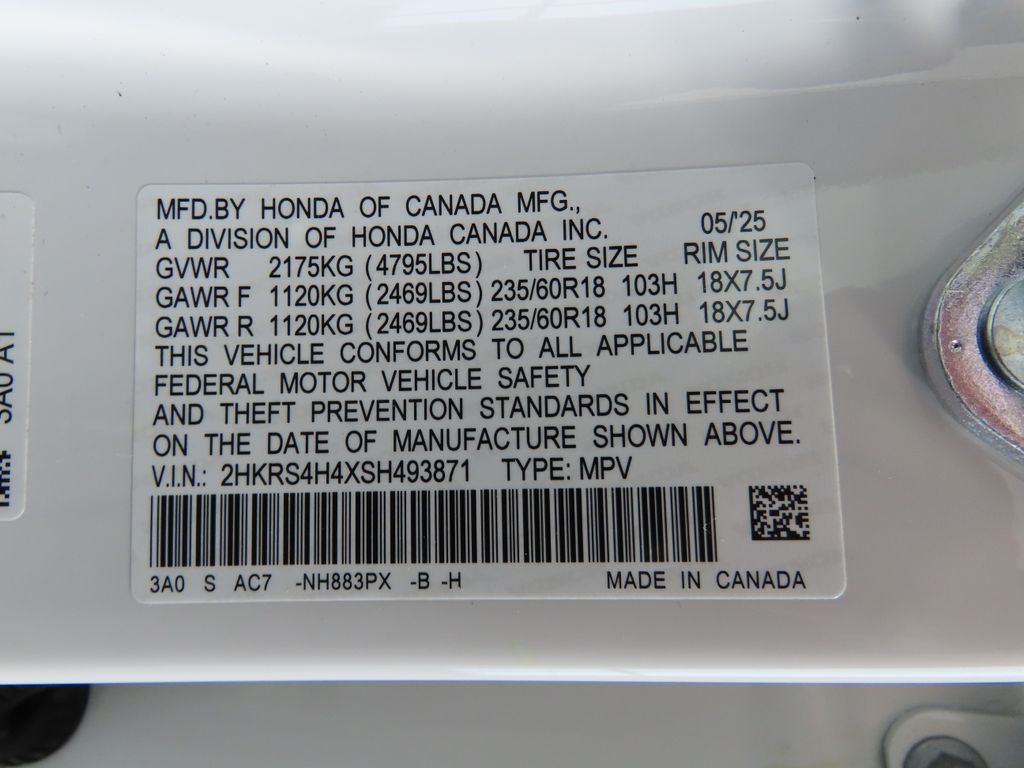 MFD.BY HONDA OF CANADA MFG.,
A DIVISION OF HONDA CANADA INC. 05/'25
GVWR 2175KG (4795LBS) TIRE SIZE RIM SIZE
GAWR F 1120KG (2469LBS) 235/60R18 103H 18X7.5J
GAWR R 1120KG (2469LBS) 235/60R18 103H 18X7.5J
THIS VEHICLE CONFORMS TO ALL APPLICABLE
FEDERAL MOTOR VEHICLE SAFETY
AND THEFT PREVENTION STANDARDS IN EFFECT
ON THE DATE OF MANUFACTURE SHOWN ABOVE.
V.I.N.: 2HKRS4H4XSH493871 TYPE: MPV
3A0 S AC7 -NH883PX -B -H MADE IN CANADA
3A0 A1